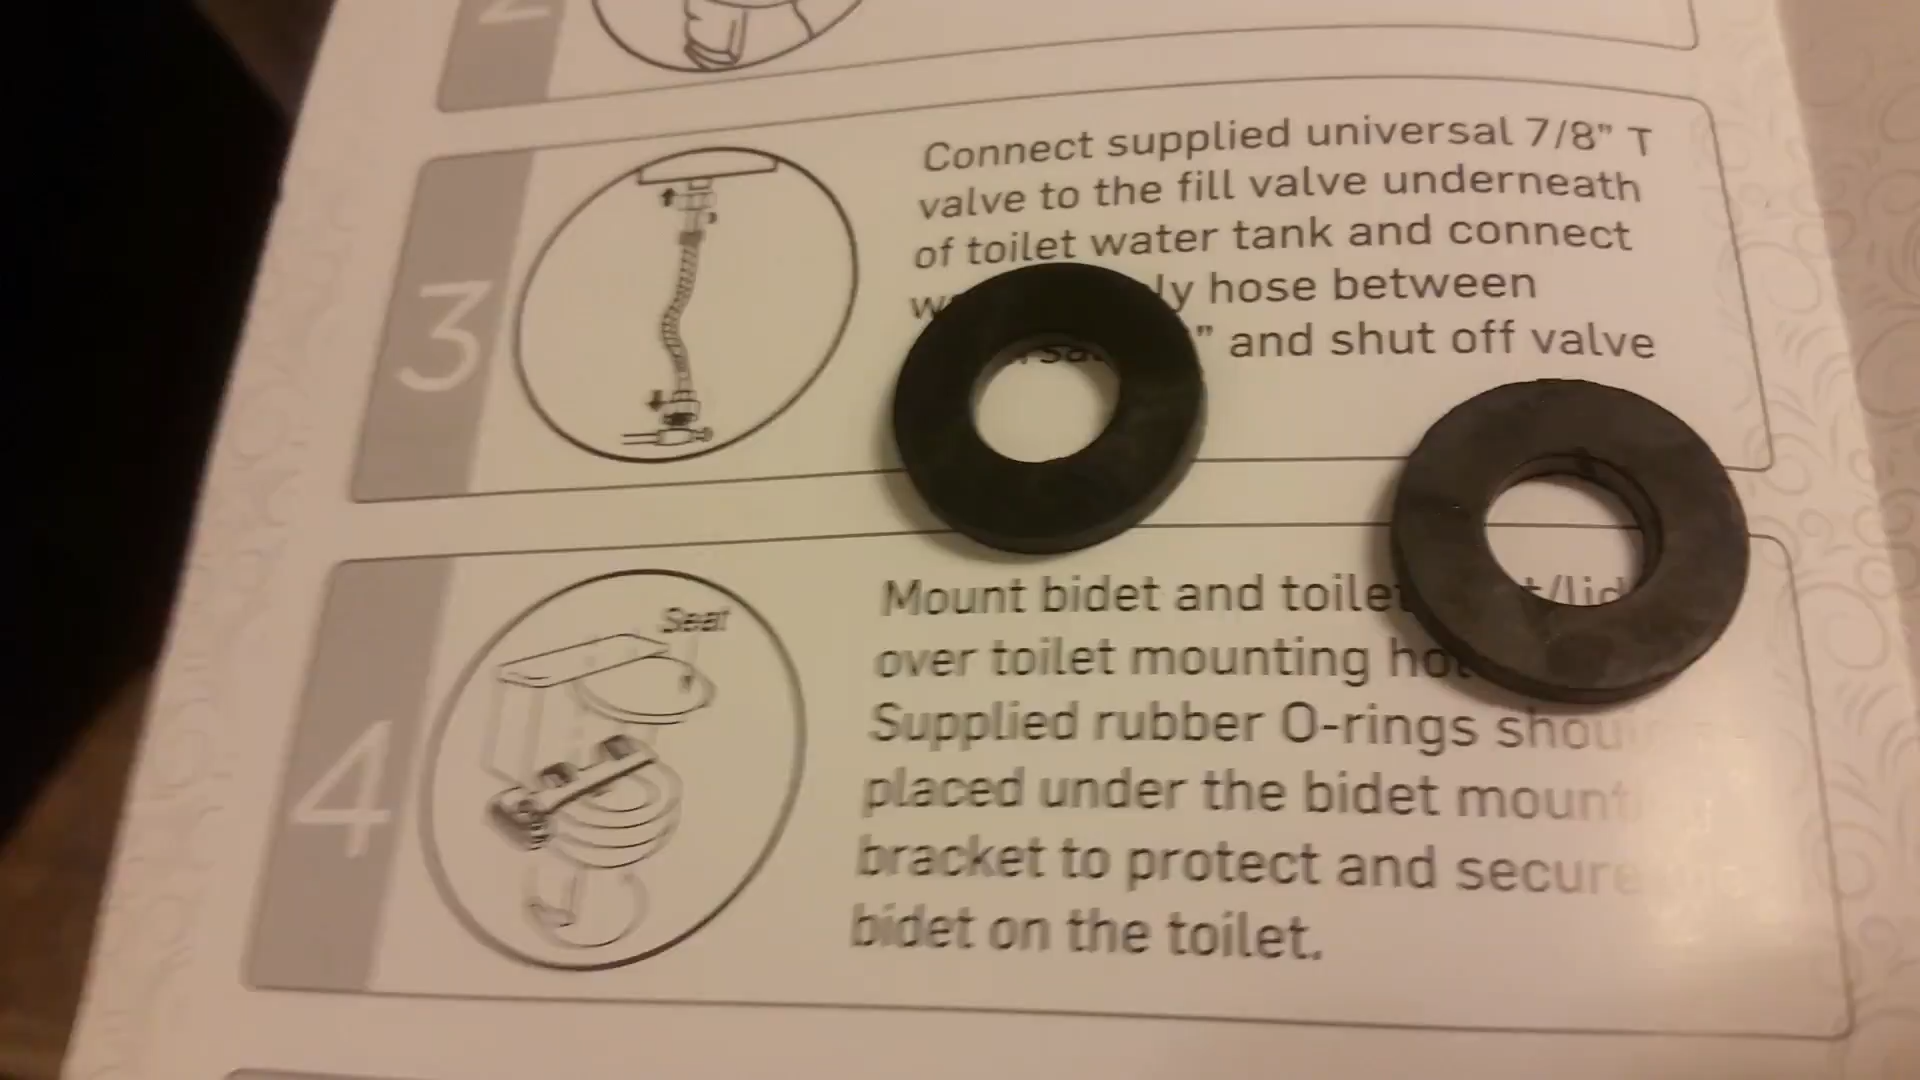 2
3
Connect supplied universal 7/8" T
valve to the fill valve underneath
of toilet water tank and connect
hose between
" and shut off valve
4
Seat
Mount bidet and toilet /lid
over toilet mounting
Supplied rubber O-rings
placed under the bidet
bracket to protect and secure
bidet on the toilet.